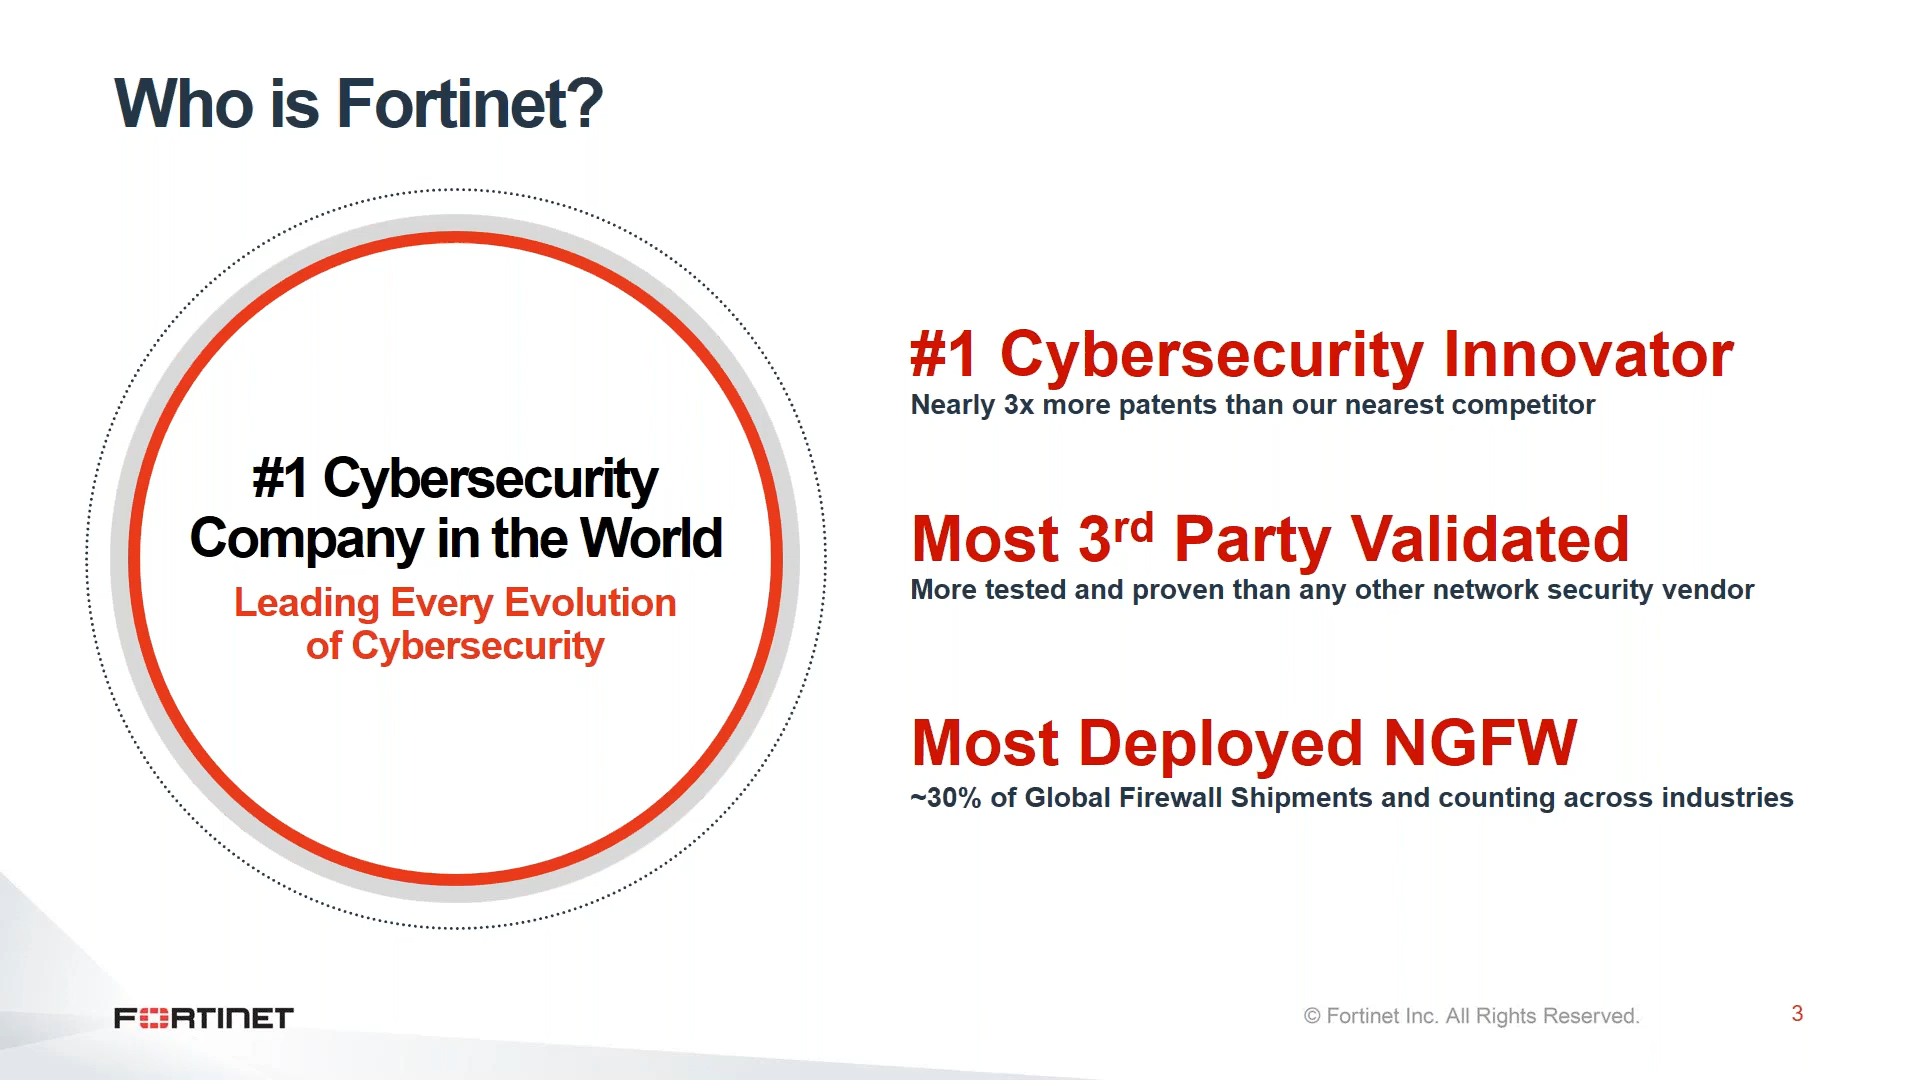 Who is Fortinet?
#1 Cybersecurity
Company in the World
Leading Every Evolution
of Cybersecurity
#1 Cybersecurity Innovator
Nearly 3x more patents than our nearest competitor
Most 3rd Party Validated
More tested and proven than any other network security vendor
Most Deployed NGFW
~30% of Global Firewall Shipments and counting across industries
FORTINET
© Fortinet Inc. All Rights Reserved.
3